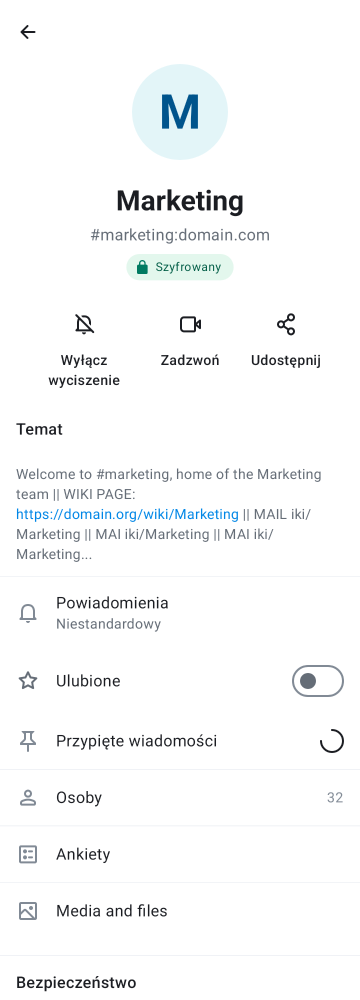 M
Marketing
#marketing:domain.com
Szyfrowany
Wyłącz
wyciszenie
Zadzwoń
Udostępnij
Temat
Welcome to #marketing, home of the Marketing
team || WIKI PAGE:
https://domain.org/wiki/Marketing || MAIL iki/
Marketing || MAI iki/Marketing || MAI iki/
Marketing...
Powiadomienia
Niestandardowy
Ulubione
Przypięte wiadomości
Osoby 32
Ankiety
Media and files
Bezpieczeństwo